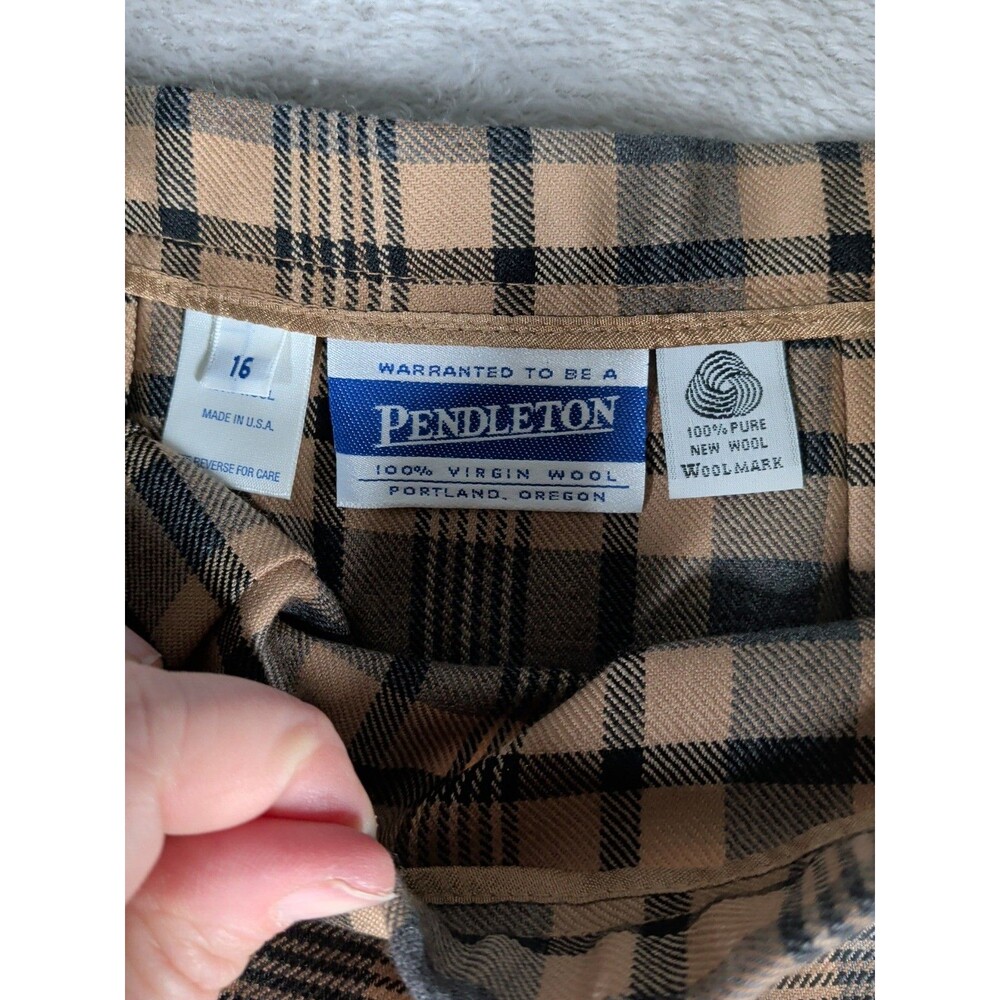 16
MADE IN U.S.A.
REVERSE FOR CARE
WARRANTED TO BE A
PENDLETON
100% VIRGIN WOOL
PORTLAND, OREGON
100% PURE
NEW WOOL
WOOLMARK